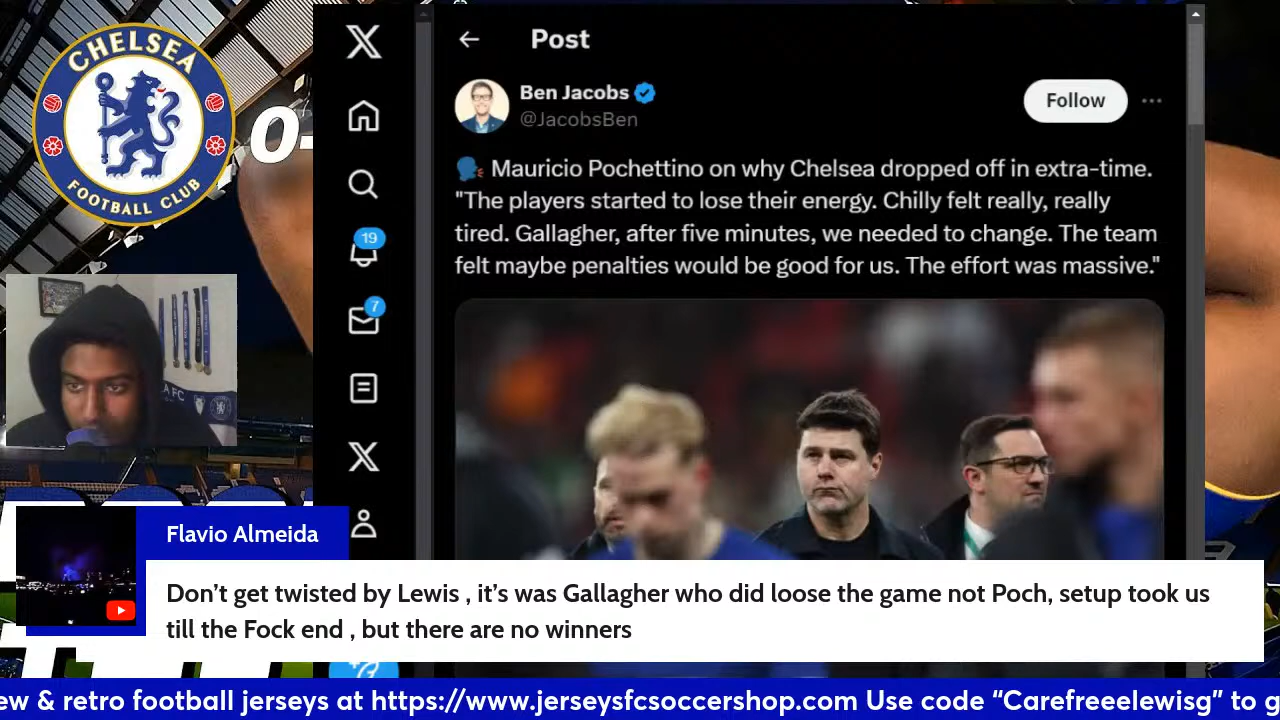 CHELSEA
FOOTBALL CLUB
0-
Post
Ben Jacobs
@JacobsBen
Follow
Mauricio Pochettino on why Chelsea dropped off in extra-time.
"The players started to lose their energy. Chilly felt really, really
tired. Gallagher, after five minutes, we needed to change. The team
felt maybe penalties would be good for us. The effort was massive."
19
7
A FC
Flavio Almeida
Don’t get twisted by Lewis , it’s was Gallagher who did loose the game not Poch, setup took us
till the Fock end , but there are no winners
ew & retro football jerseys at https://www.jerseysfcsoccershop.com Use code “Carefreeelewisg” to g